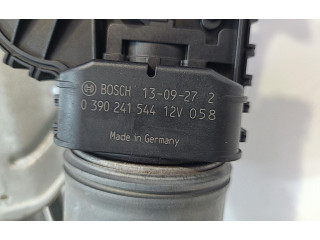 BOSCH 13-09-27 2
0 390 241 544 12V 058
Made in Germany